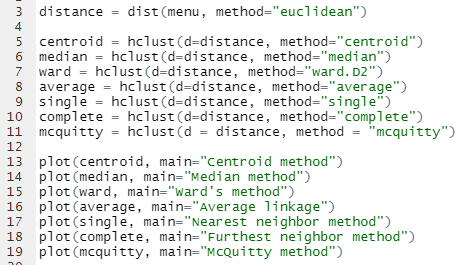 3 distance = dist(menu, method="euclidean")
4
5 centroid = hclust(d=distance, method="centroid")
6 median = hclust(d=distance, method="median")
7 ward = hclust(d=distance, method="ward.D2")
8 average = hclust(d=distance, method="average")
9 single = hclust(d=distance, method="single")
10 complete = hclust(d=distance, method="complete")
11 mcquitty = hclust(d = distance, method = "mcquitty")
12
13 plot(centroid, main="Centroid method")
14 plot(median, main="Median method")
15 plot(ward, main="Ward's method")
16 plot(average, main="Average linkage")
17 plot(single, main="Nearest neighbor method")
18 plot(complete, main="Furthest neighbor method")
19 plot(mcquitty, main="McQuitty method")